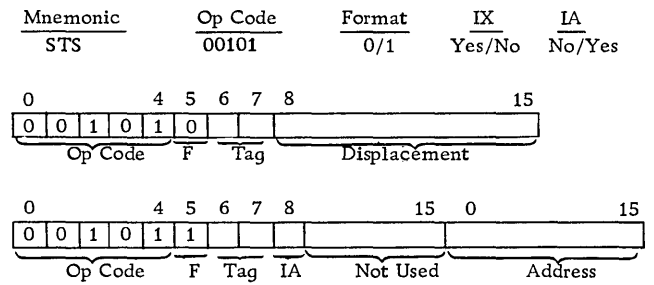 Mnemonic Op Code Format IX IA
STS 00101 0/1 Yes/No No/Yes
0 4 5 6 7 8 15
0 0 1 0 1 0
Op Code F Tag Displacement
0 4 5 6 7 8 15 0 15
0 0 1 0 1 1
Op Code F Tag IA Not Used Address